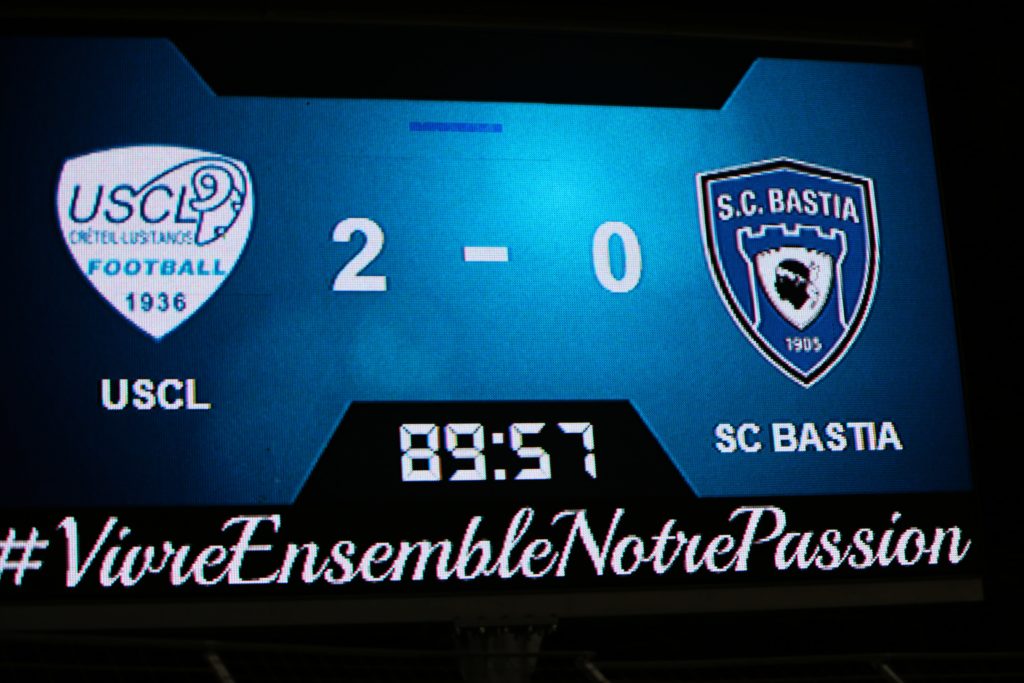 USCL
CRÉTEIL-LUSITANOS
FOOTBALL
1936
USCL
2 - 0
S.C. BASTIA
1905
SC BASTIA
89:57
#VivreEnsembleNotrePassion